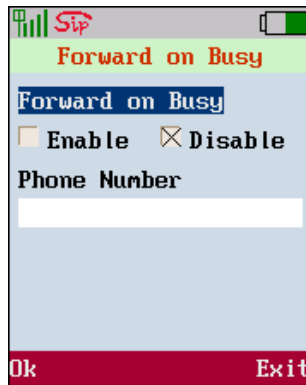 Sip
Forward on Busy
Forward on Busy
Enable Disable
Phone Number
Ok Exit